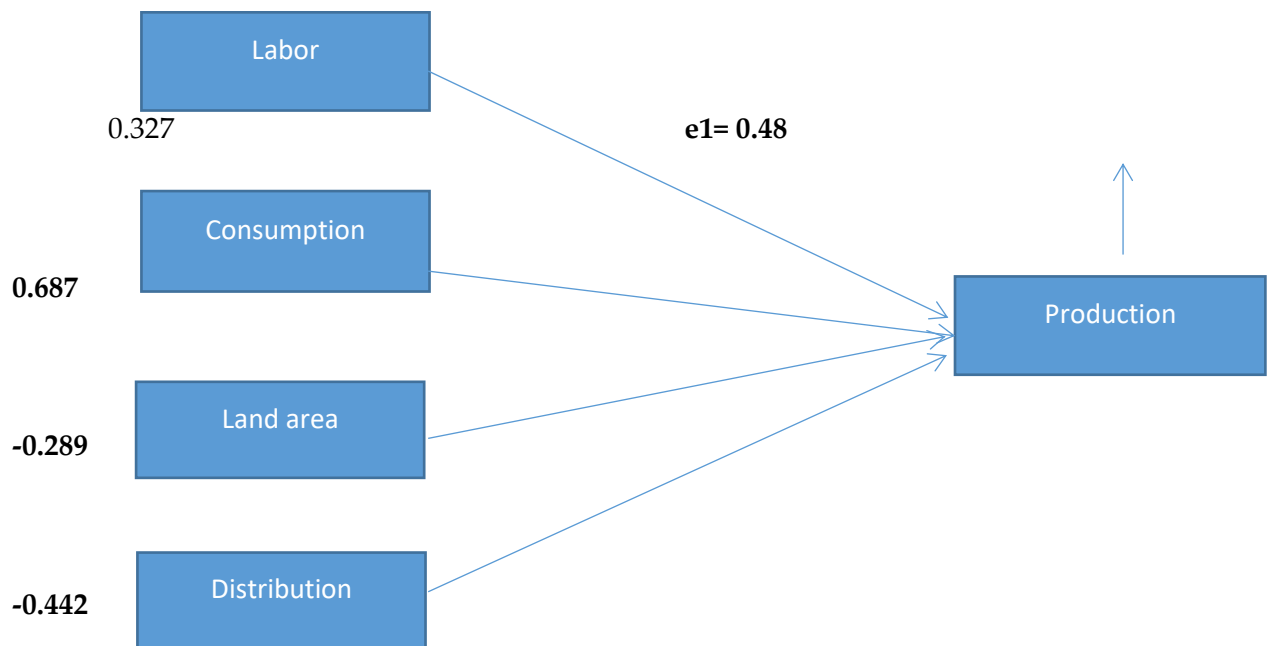 Labor
0.327
e1= 0.48
Consumption
0.687
Production
Land area
-0.289
Distribution
-0.442